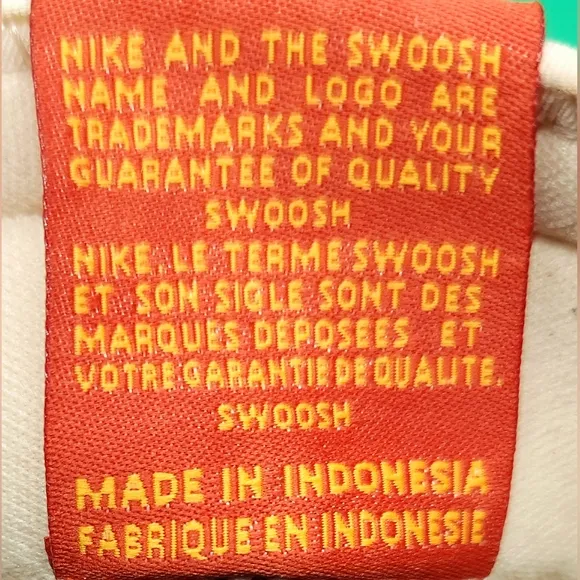 NIKE AND THE SWOOSH
NAME AND LOGO ARE
TRADEMARKS AND YOUR
GUARANTEE OF QUALITY
SWOOSH
NIKE, LE TERME SWOOSH
ET SON SIGLE SONT DES
MARQUES DEPOSEES ET
VOTRE GARANTIE DE QUALITE.
SWOOSH
MADE IN INDONESIA
FABRIQUE EN INDONESIE